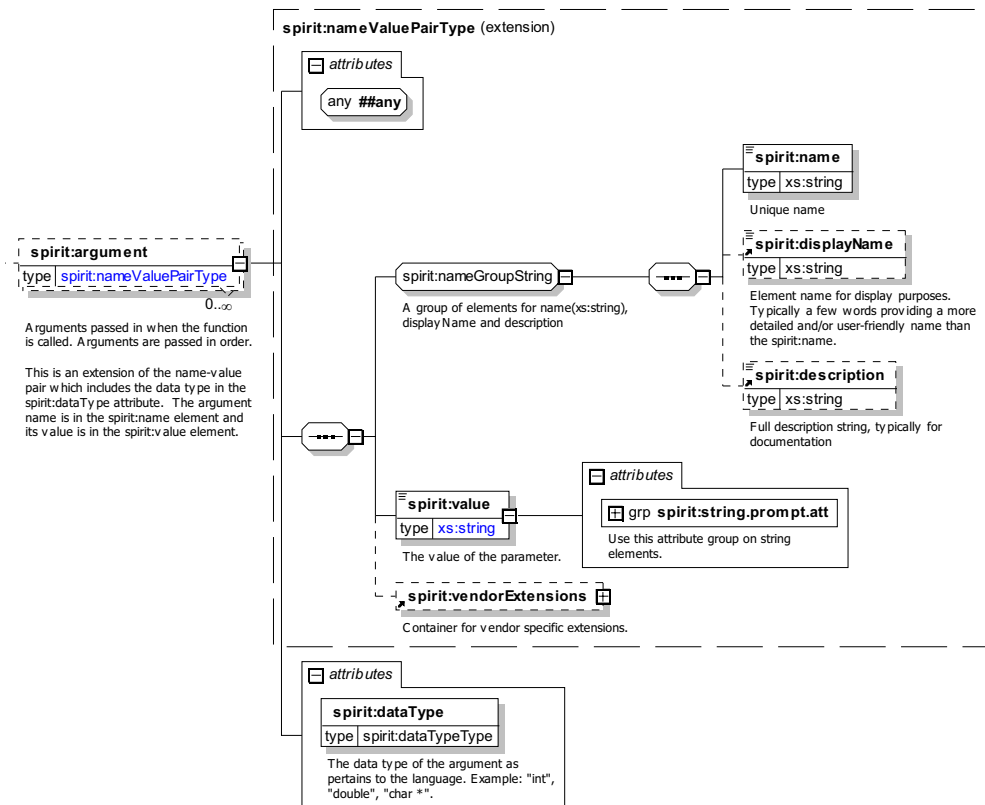 spirit:nameValuePairType (extension)
attributes
any ##any
spirit:name
type xs:string
Unique name
spirit:argument
type spirit:nameValuePairType
0..∞
Arguments passed in when the function
is called. Arguments are passed in order.
This is an extension of the name-value
pair which includes the data type in the
spirit:dataType attribute. The argument
name is in the spirit:name element and
its value is in the spirit:value element.
spirit:displayName
type xs:string
Element name for display purposes.
Typically a few words providing a more
detailed and/or user-friendly name than
the spirit:name.
spirit:nameGroupString
A group of elements for name(xs:string),
displayName and description
spirit:description
type xs:string
Full description string, typically for
documentation
attributes
grp spirit:string.prompt.att
Use this attribute group on string
elements.
spirit:value
type xs:string
The value of the parameter.
spirit:vendorExtensions
Container for vendor specific extensions.
attributes
spirit:dataType
type spirit:dataTypeType
The data type of the argument as
pertains to the language. Example: "int",
"double", "char *".